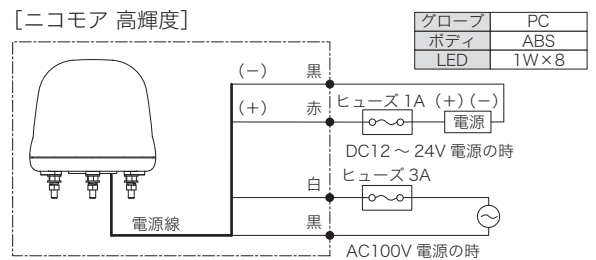 ［ニコモア 高輝度］
グローブ PC
ボディ ABS
LED 1W×8
（−） 黒
（+） 赤
ヒューズ 1A （+）（−）
電源
DC12 ～ 24V 電源の時
白 ヒューズ 3A
電源線 黒
AC100V 電源の時